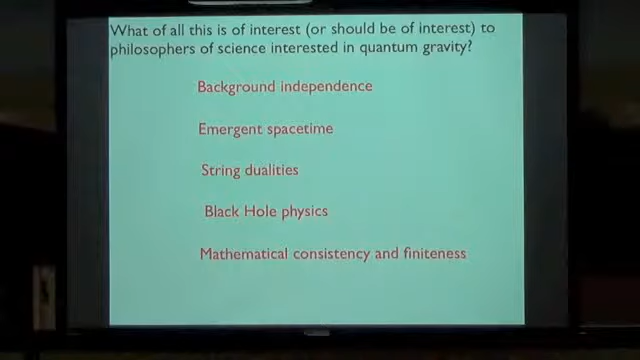 What of all this is of interest (or should be of interest) to
philosophers of science interested in quantum gravity?
Background independence
Emergent spacetime
String dualities
Black Hole physics
Mathematical consistency and finiteness